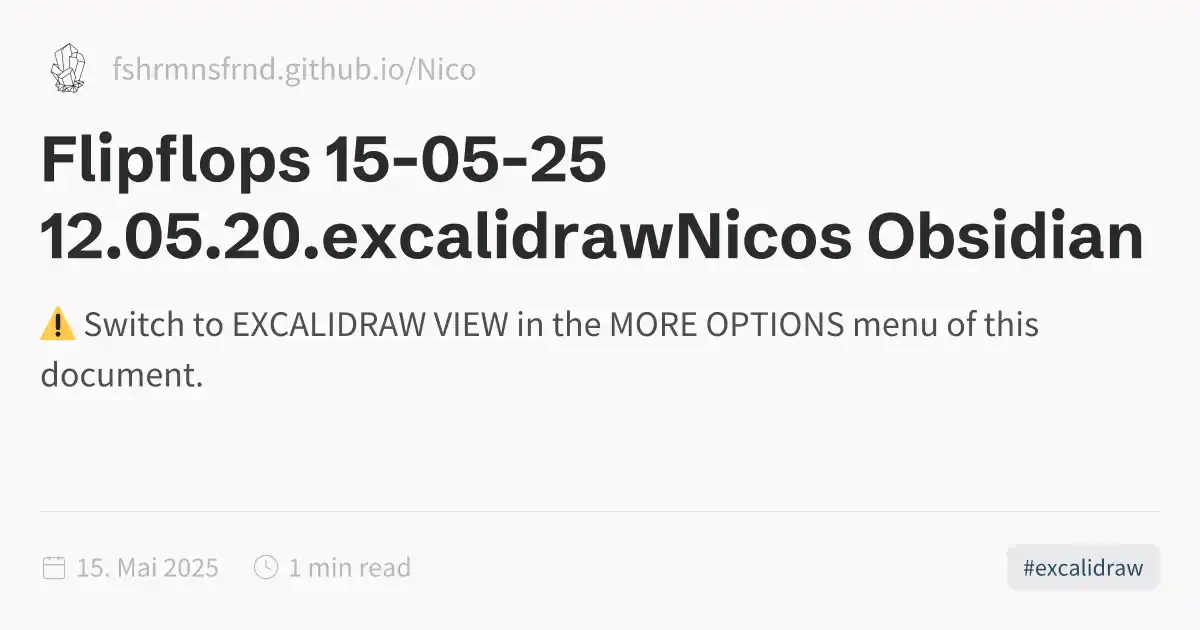 fshrmnsfrnd.github.io/Nico
Flipflops 15-05-25
12.05.20.excalidrawNicos Obsidian
⚠️ Switch to EXCALIDRAW VIEW in the MORE OPTIONS menu of this
document.
15. Mai 2025 1 min read #excalidraw